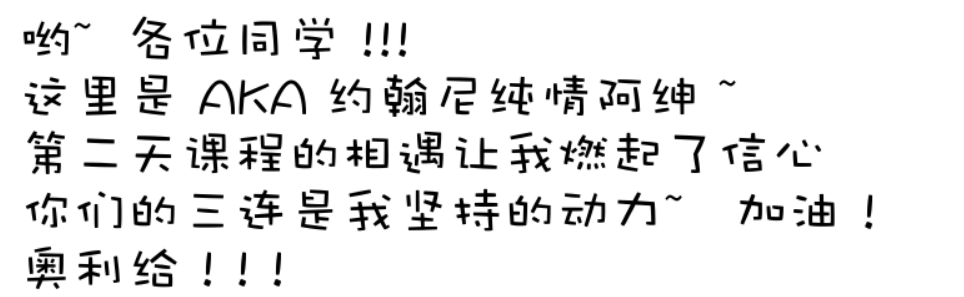 哟~ 各位同学 !!!
这里是 AKA 约翰尼纯情阿绅 ~
第二天课程的相遇让我燃起了信心
你们的三连是我坚持的动力~ 加油！
奥利给！！！